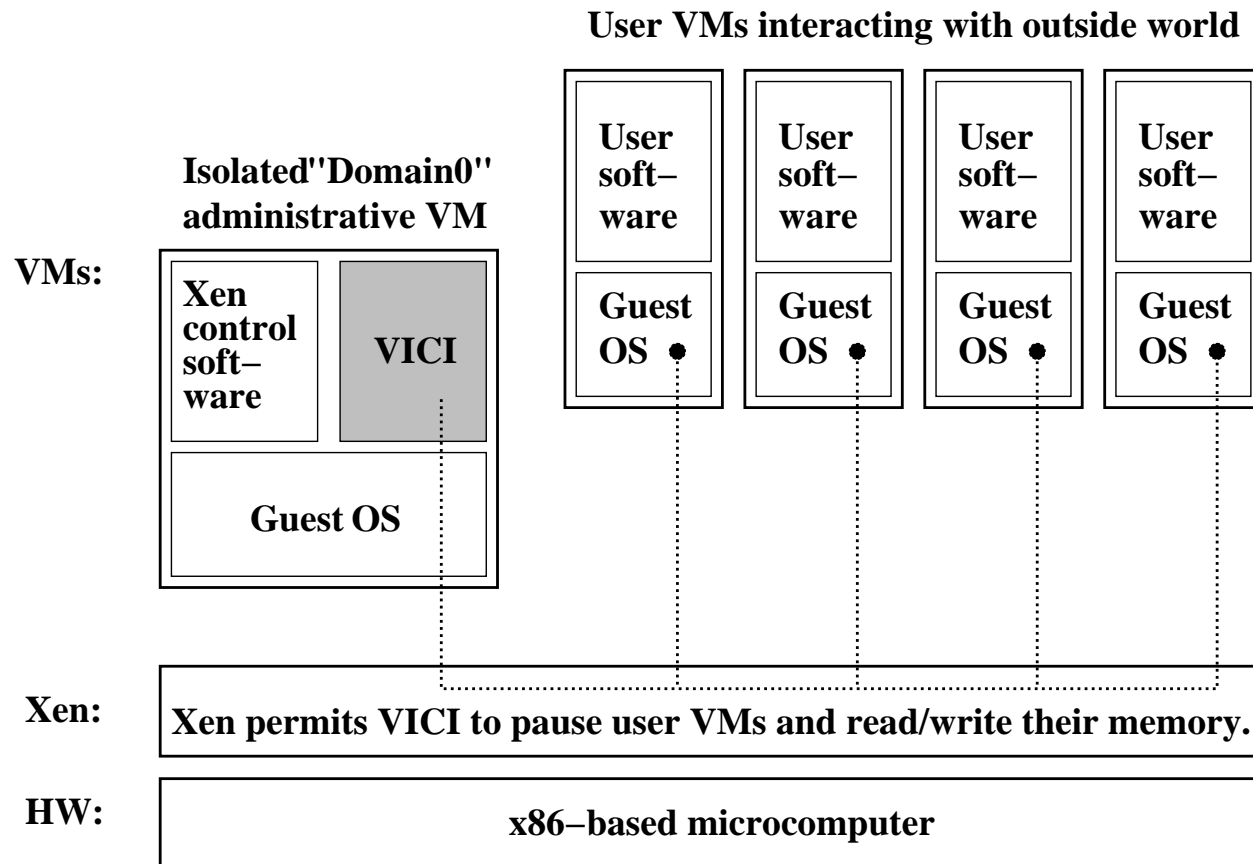 User VMs interacting with outside world
User
soft−
ware
User
soft−
ware
User
soft−
ware
User
soft−
ware
Isolated"Domain0"
administrative VM
VMs:
Xen
control
soft−
ware
VICI
Guest
OS
Guest
OS
Guest
OS
Guest
OS
Guest OS
Xen:
Xen permits VICI to pause user VMs and read/write their memory.
HW:
x86−based microcomputer